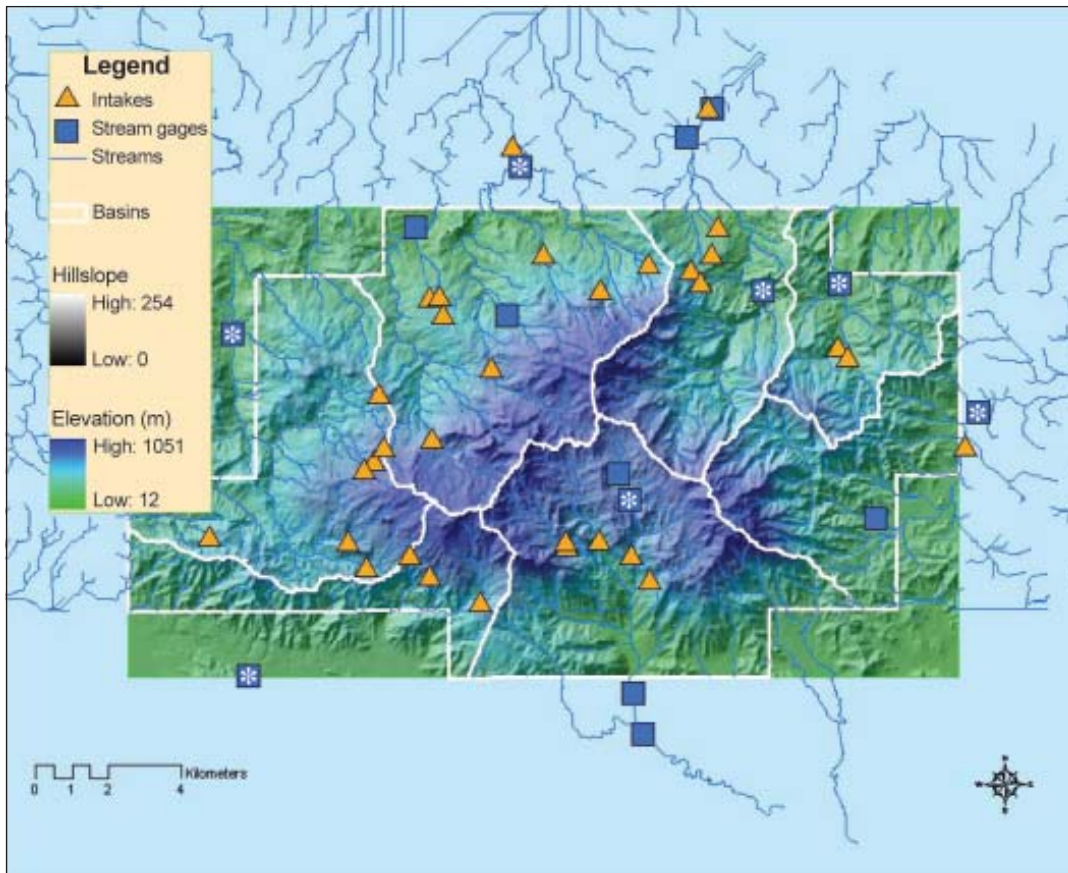 Legend
Intakes
Stream gages
Streams
Basins
Hillslope
High: 254
Low: 0
Elevation (m)
High: 1051
Low: 12
Kilometers
0 1 2 4
N
W E
S